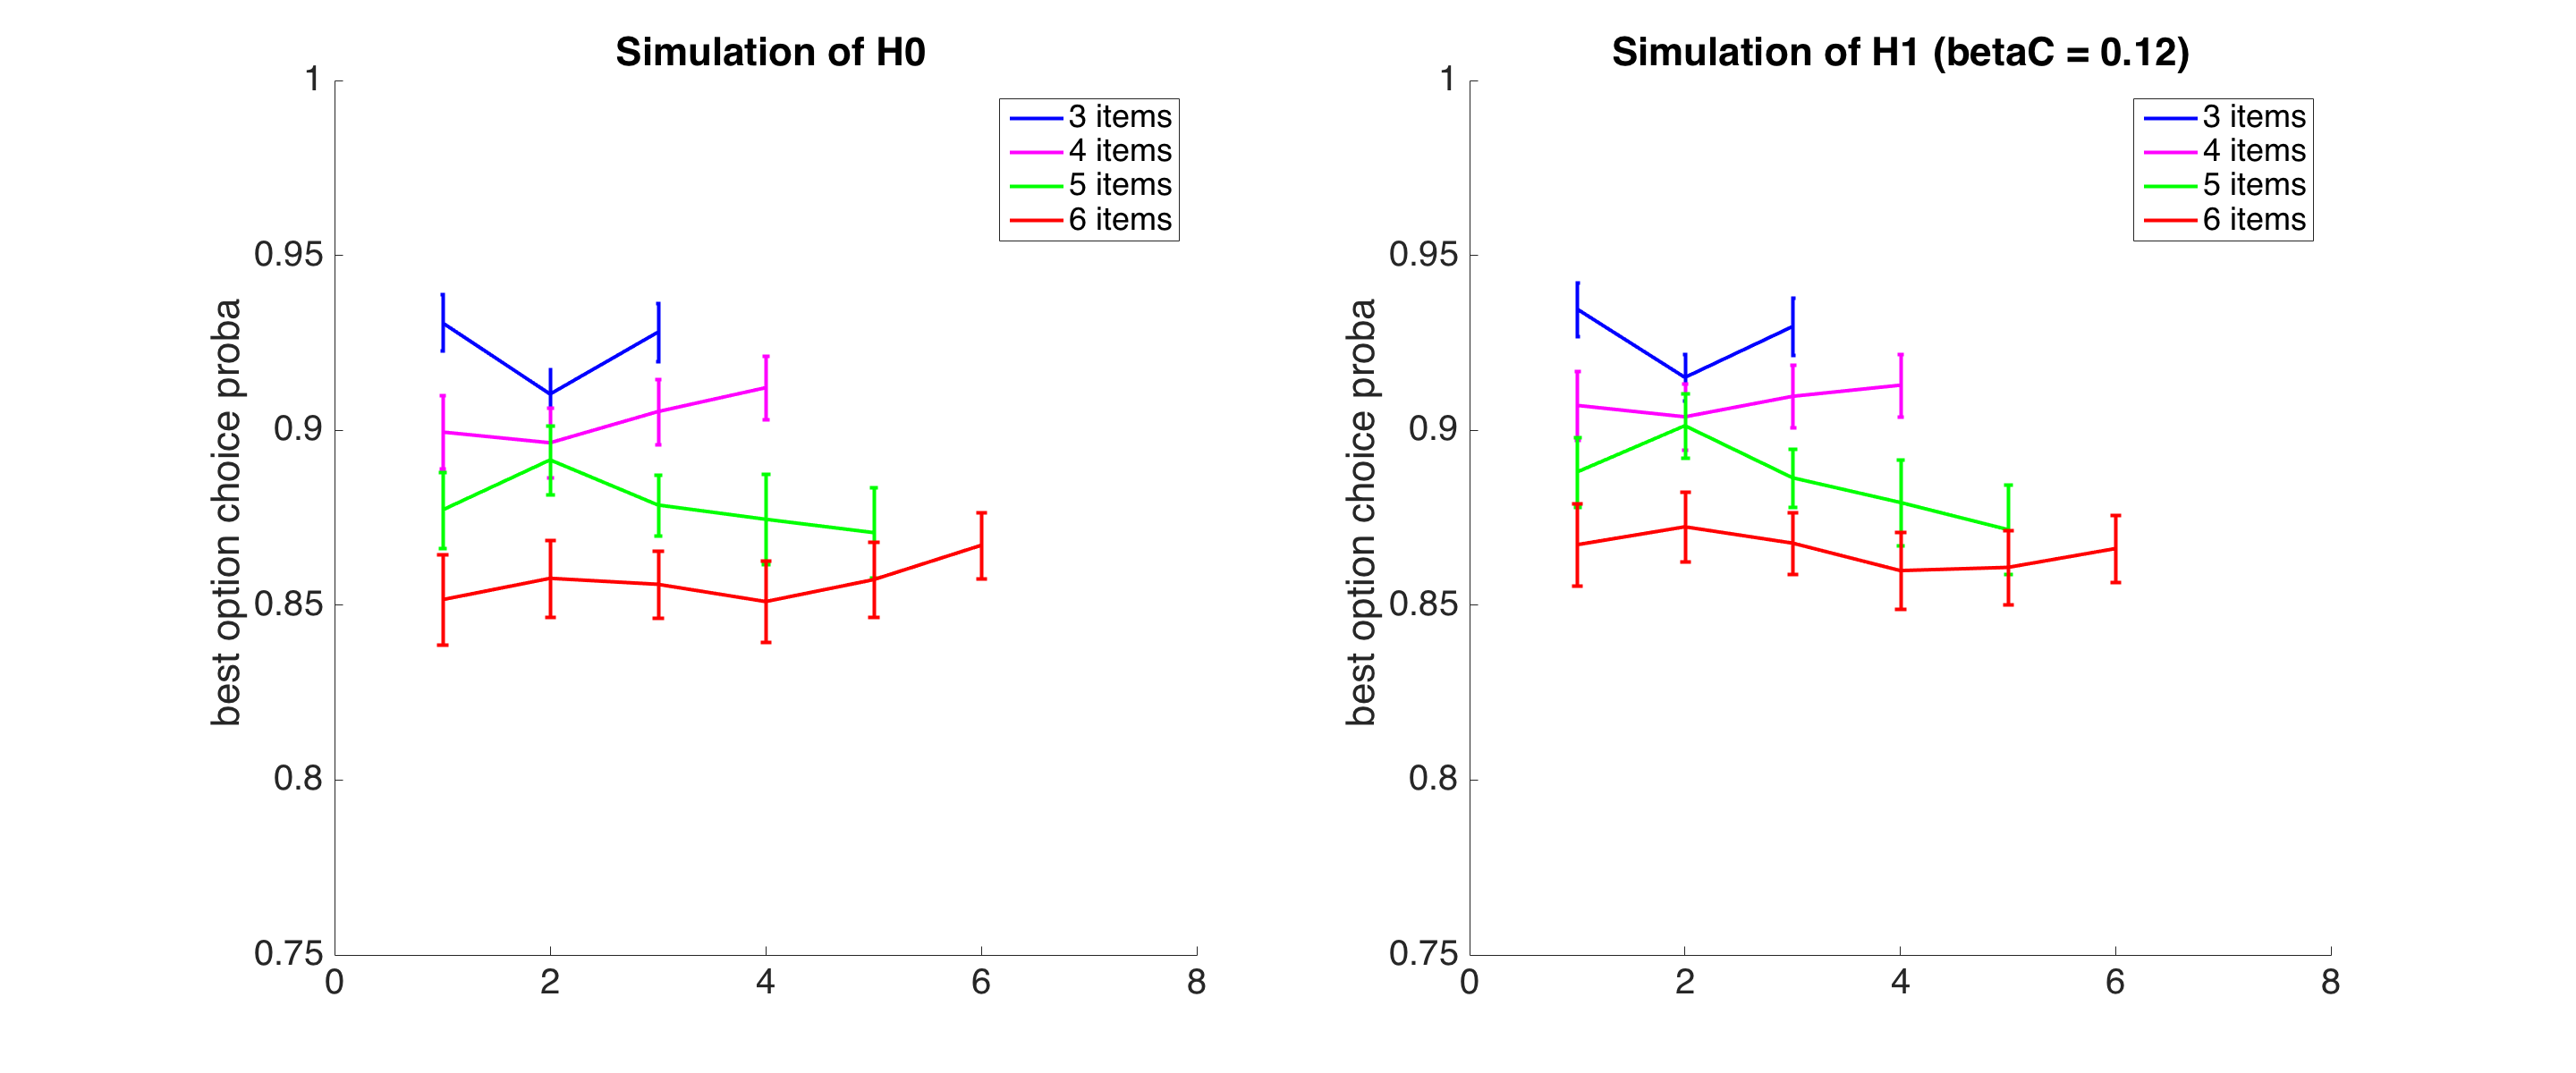 Simulation of H0
1
0.95
0.9
0.85
0.8
0.75
best option choice proba
0
2
4
6
8
3 items
4 items
5 items
6 items
Simulation of H1 (betaC = 0.12)
1
0.95
0.9
0.85
0.8
0.75
best option choice proba
0
2
4
6
8
3 items
4 items
5 items
6 items